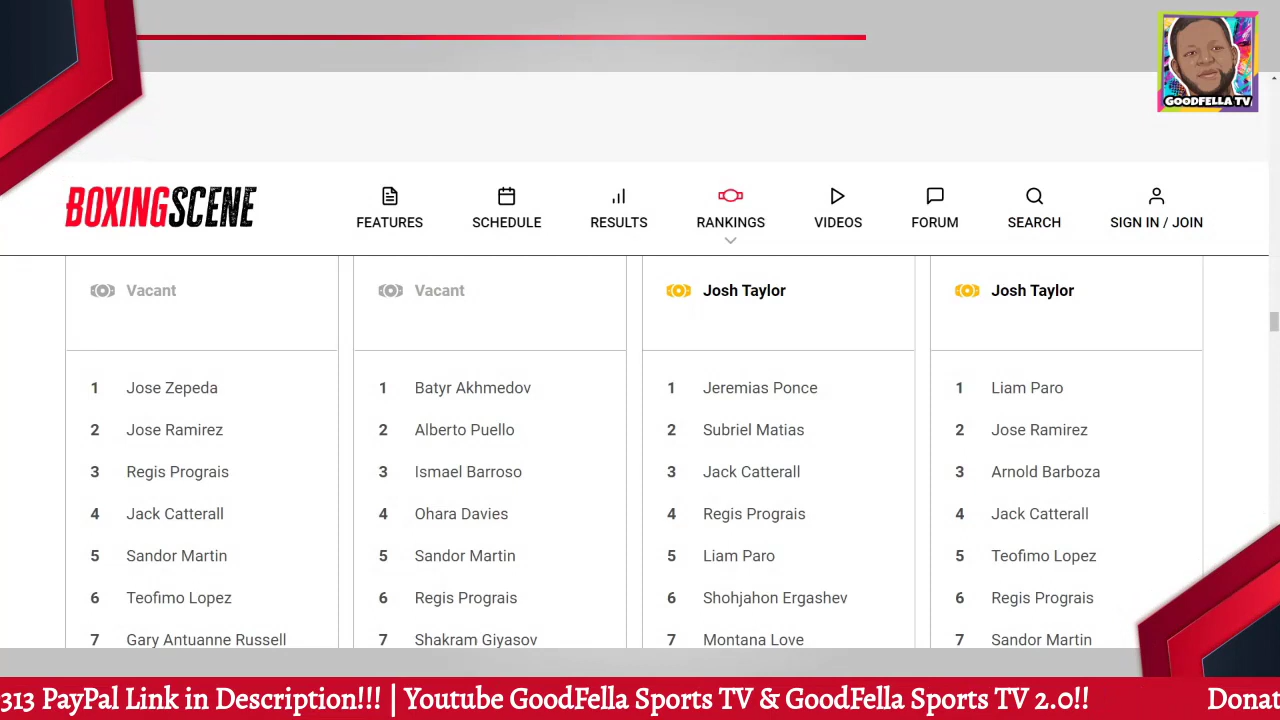 GOODFELLA TV
BOXINGSCENE
FEATURES
SCHEDULE
RESULTS
RANKINGS
VIDEOS
FORUM
SEARCH
SIGN IN / JOIN
Vacant
1 Jose Zepeda
2 Jose Ramirez
3 Regis Prograis
4 Jack Catterall
5 Sandor Martin
6 Teofimo Lopez
7 Gary Antuanne Russell
Vacant
1 Batyr Akhmedov
2 Alberto Puello
3 Ismael Barroso
4 Ohara Davies
5 Sandor Martin
6 Regis Prograis
7 Shakram Giyasov
Josh Taylor
1 Jeremias Ponce
2 Subriel Matias
3 Jack Catterall
4 Regis Prograis
5 Liam Paro
6 Shohjahon Ergashev
7 Montana Love
Josh Taylor
1 Liam Paro
2 Jose Ramirez
3 Arnold Barboza
4 Jack Catterall
5 Teofimo Lopez
6 Regis Prograis
7 Sandor Martin
313 PayPal Link in Description!!! | Youtube GoodFella Sports TV & GoodFella Sports TV 2.0!! Donat